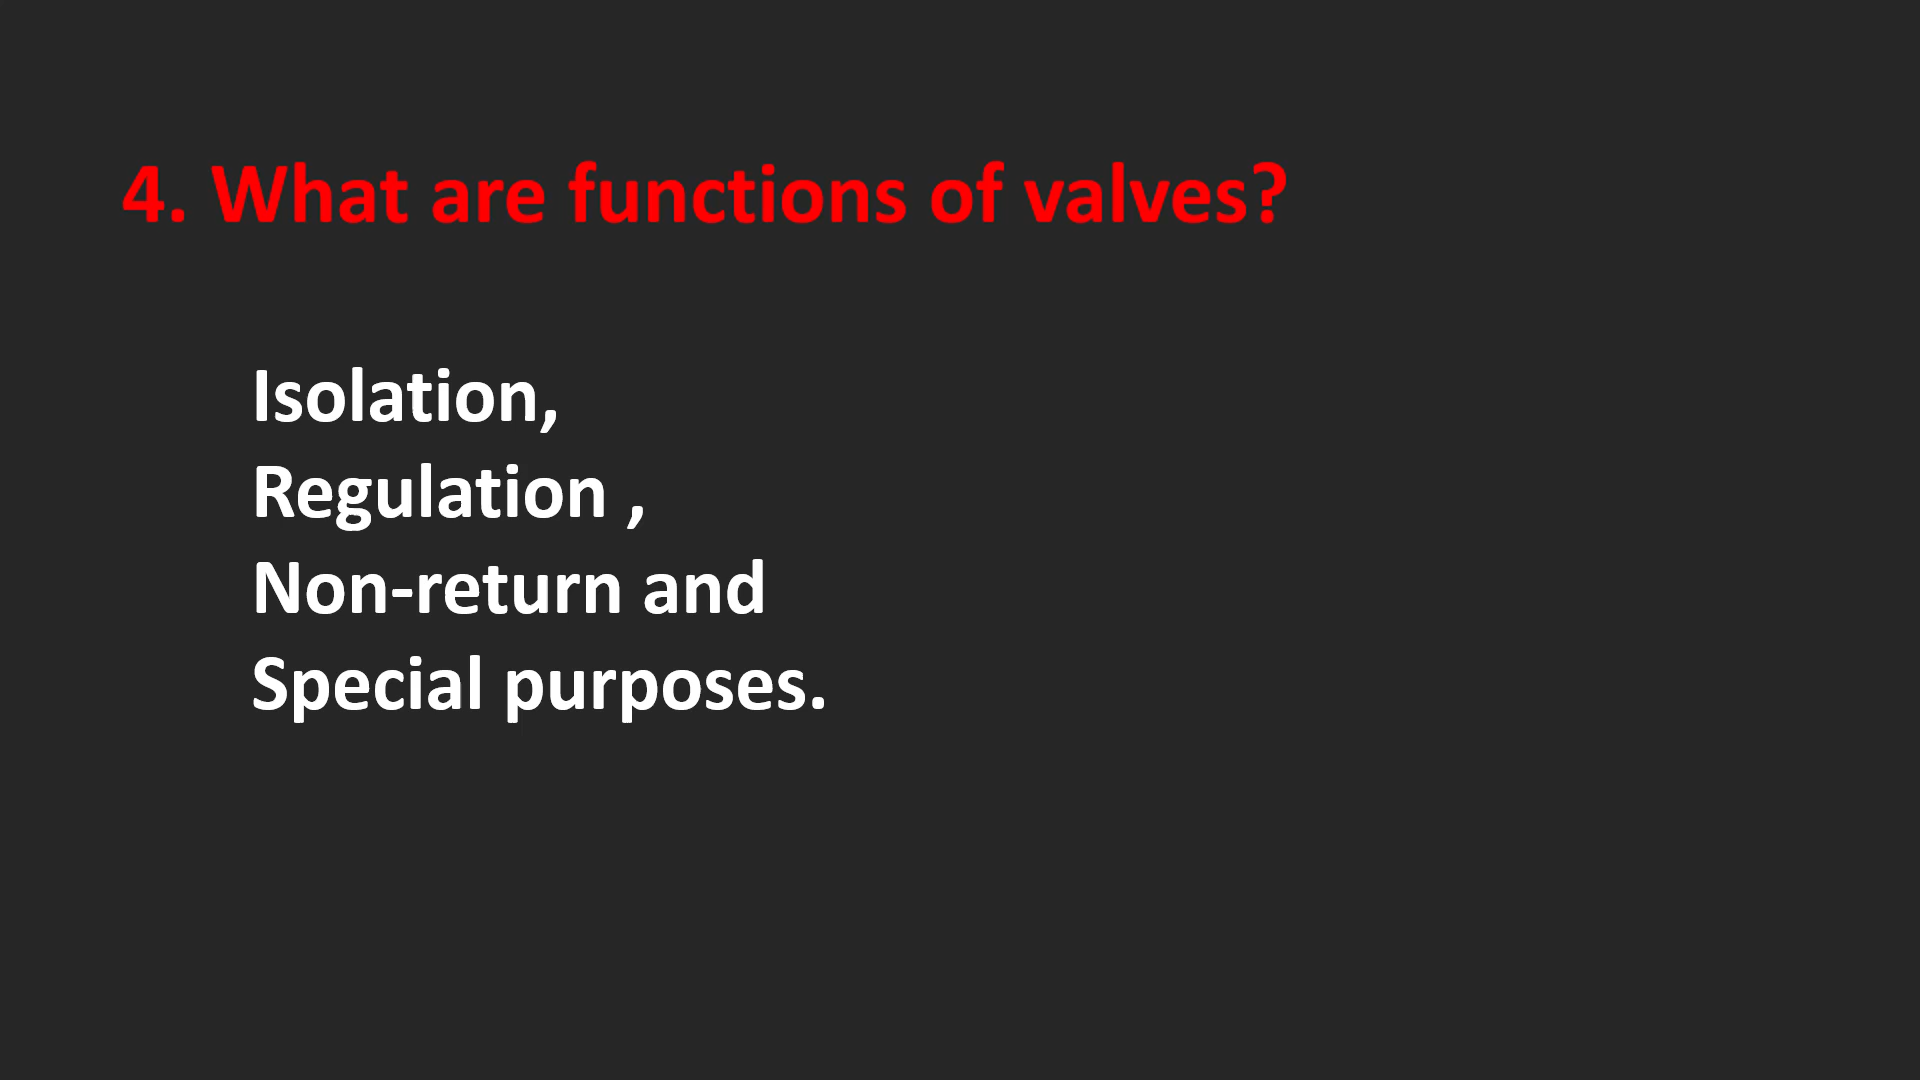 4. What are functions of valves?
Isolation,
Regulation ,
Non-return and
Special purposes.